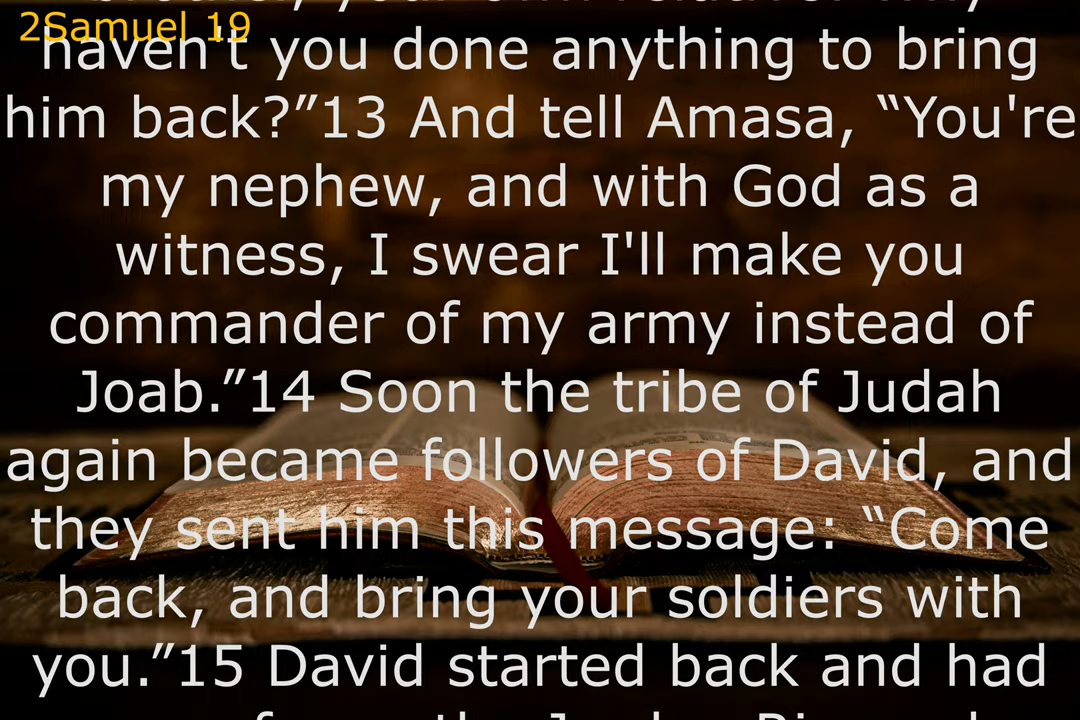 2Samuel 19
haven't you done anything to bring
him back?”13 And tell Amasa, “You're
my nephew, and with God as a
witness, I swear I'll make you
commander of my army instead of
Joab.”14 Soon the tribe of Judah
again became followers of David, and
they sent him this message: “Come
back, and bring your soldiers with
you.”15 David started back and had